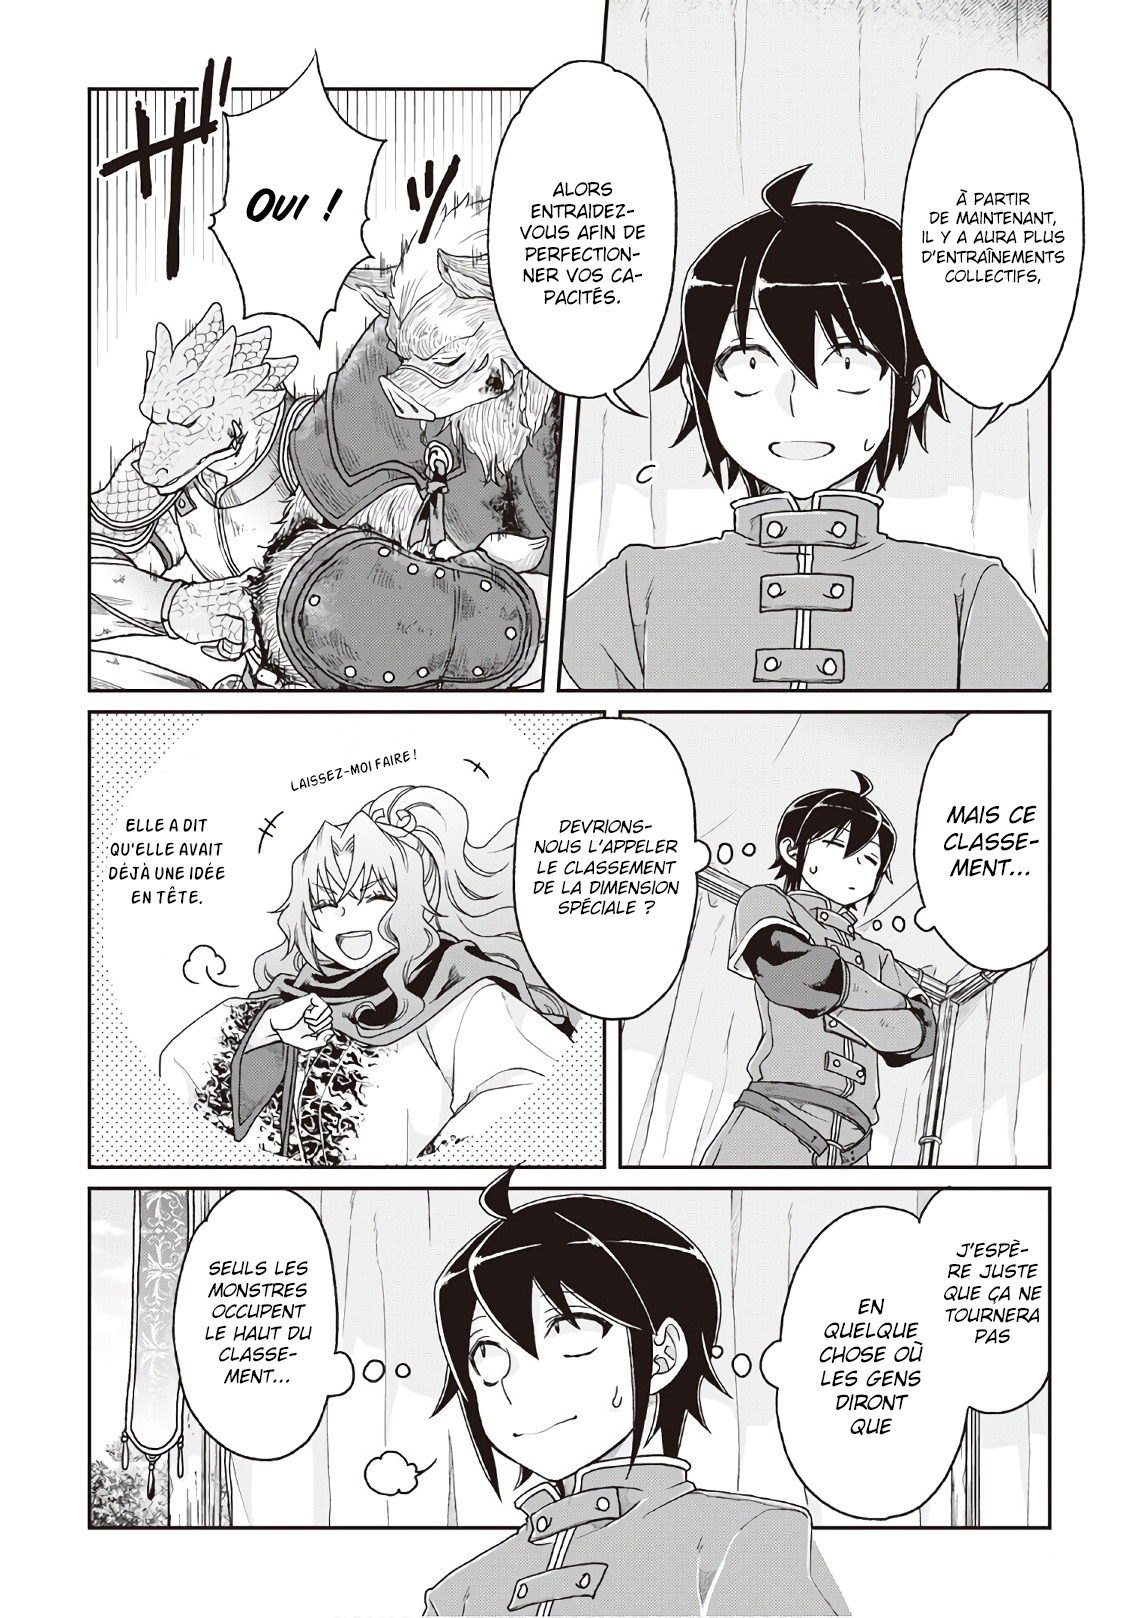 À PARTIR
DE MAINTENANT,
IL Y A AURA PLUS
D'ENTRAÎNEMENTS
COLLECTIFS,
ALORS
ENTRAIDEZ-
VOUS AFIN DE
PERFECTION-
NER VOS CA-
PACITÉS.
OUI !
ザッ
MAIS CE
CLASSE-
MENT...
DEVRIONS-
NOUS L'APPELER
LE CLASSEMENT
DE LA DIMENSION
SPÉCIALE ?
LAISSEZ-MOI FAIRE !
ELLE A DIT
QU'ELLE AVAIT
DÉJÀ UNE IDÉE
EN TÊTE.
J'ESPÈ-
RE JUSTE
QUE ÇA NE
TOURNERA
PAS
EN
QUELQUE
CHOSE OÙ
LES GENS
DIRONT
QUE
SEULS LES
MONSTRES
OCCUPENT
LE HAUT DU
CLASSE-
MENT...